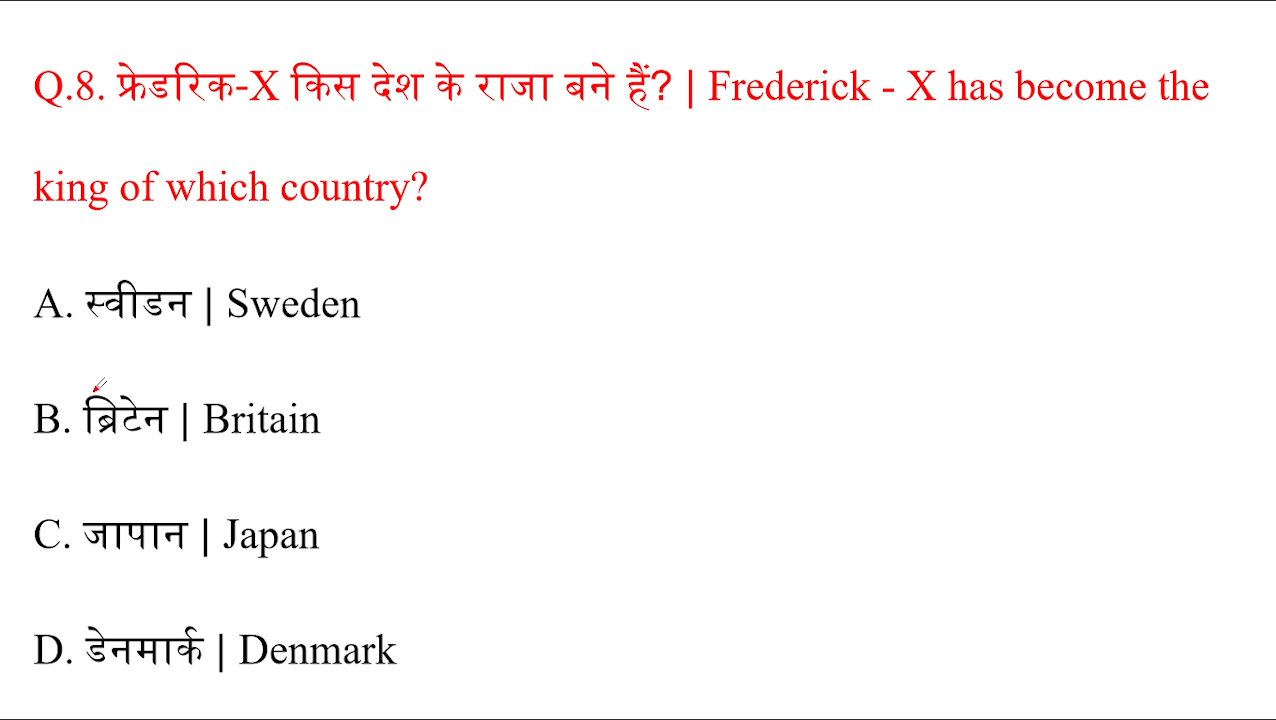 Q.8. फ्रेडरिक-X किस देश के राजा बने हैं? | Frederick - X has become the
king of which country?
A. स्वीडन | Sweden
B. ब्रिटेन | Britain
C. जापान | Japan
D. डेनमार्क | Denmark